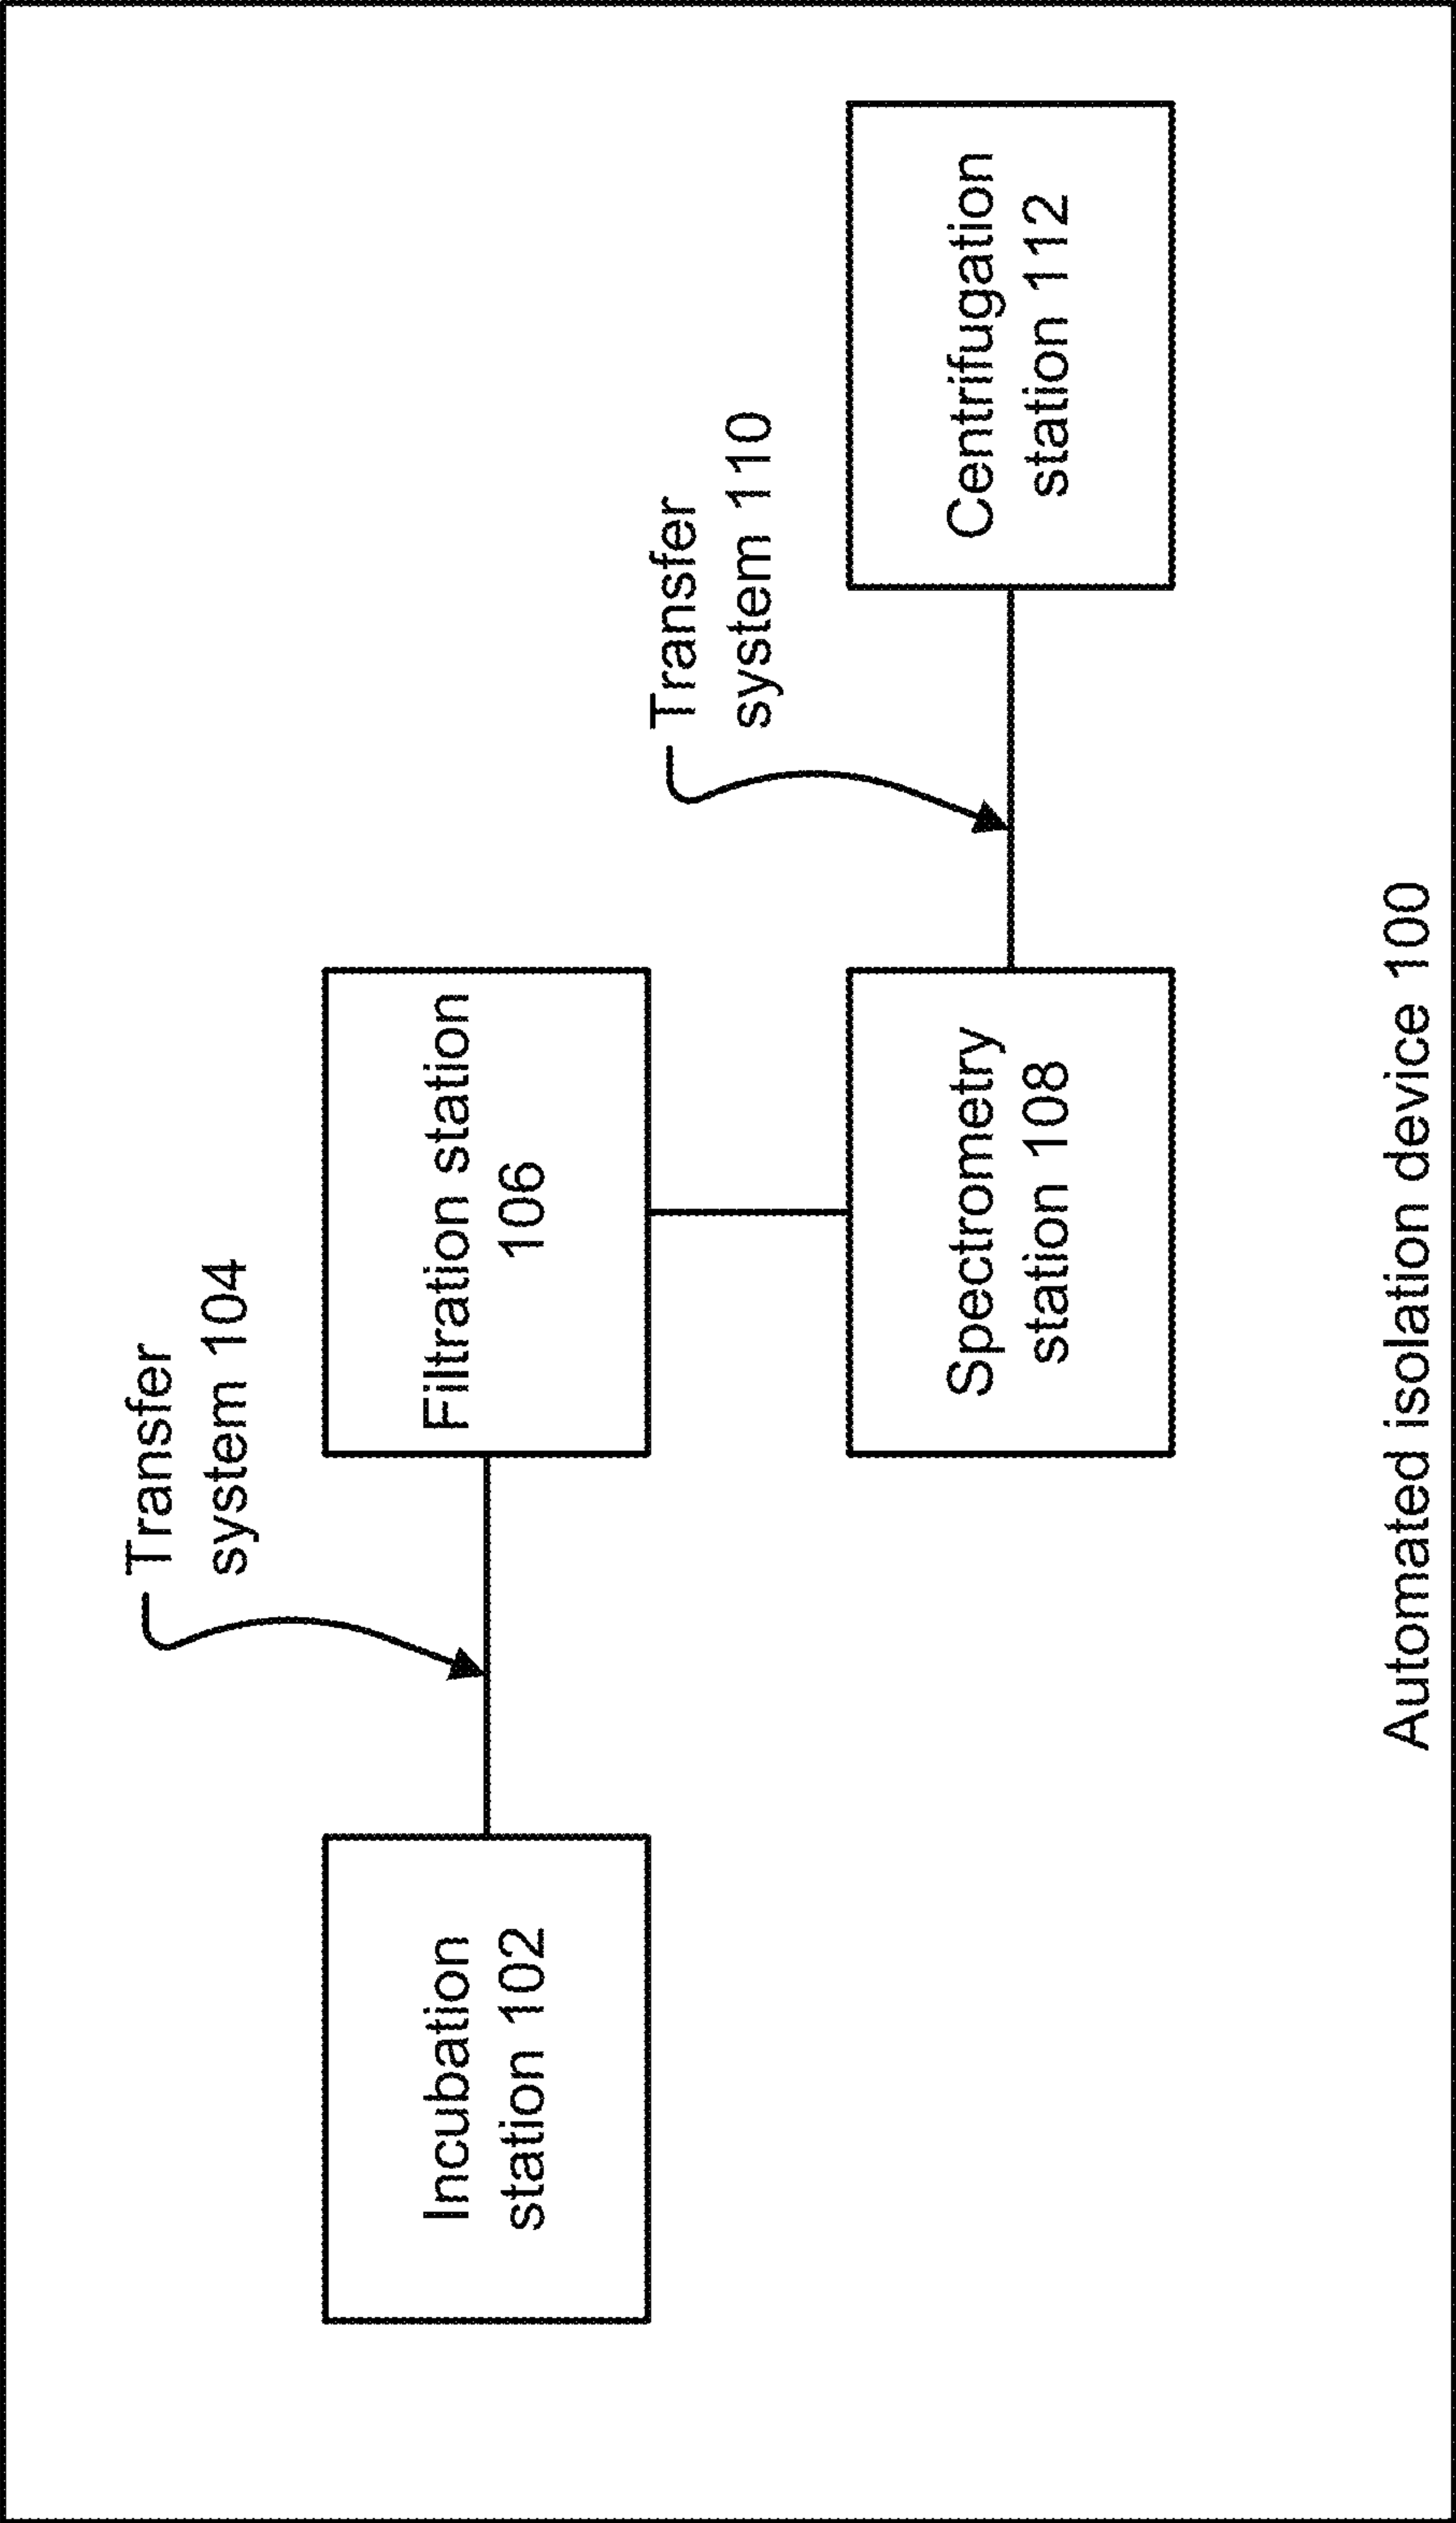 Transfer
system 104
Incubation
station 102
Filtration station
106
Transfer
system 110
Spectrometry
station 108
Centrifugation
station 112
Automated isolation device 100